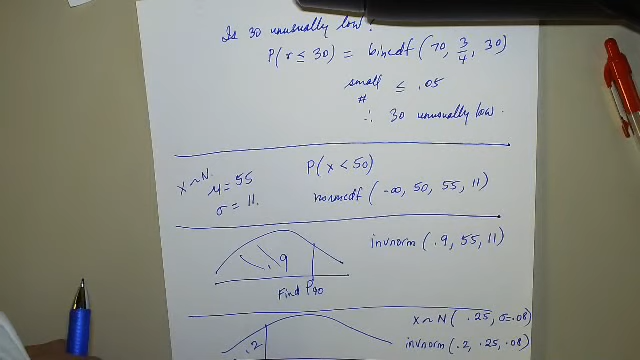 Is 30 unusually low?
P(r ≤ 30) = bincdf (70, 3/4, 30)
small # ≤ .05
∴ 30 unusually low.
x ~ N μ = 55 σ = 11.
P(x < 50)
normcdf (-∞, 50, 55, 11)
.9
Find P90
invnorm (.9, 55, 11)
x ~ N ( .25, σ=.08)
.2
invnorm (.2, .25, .08)